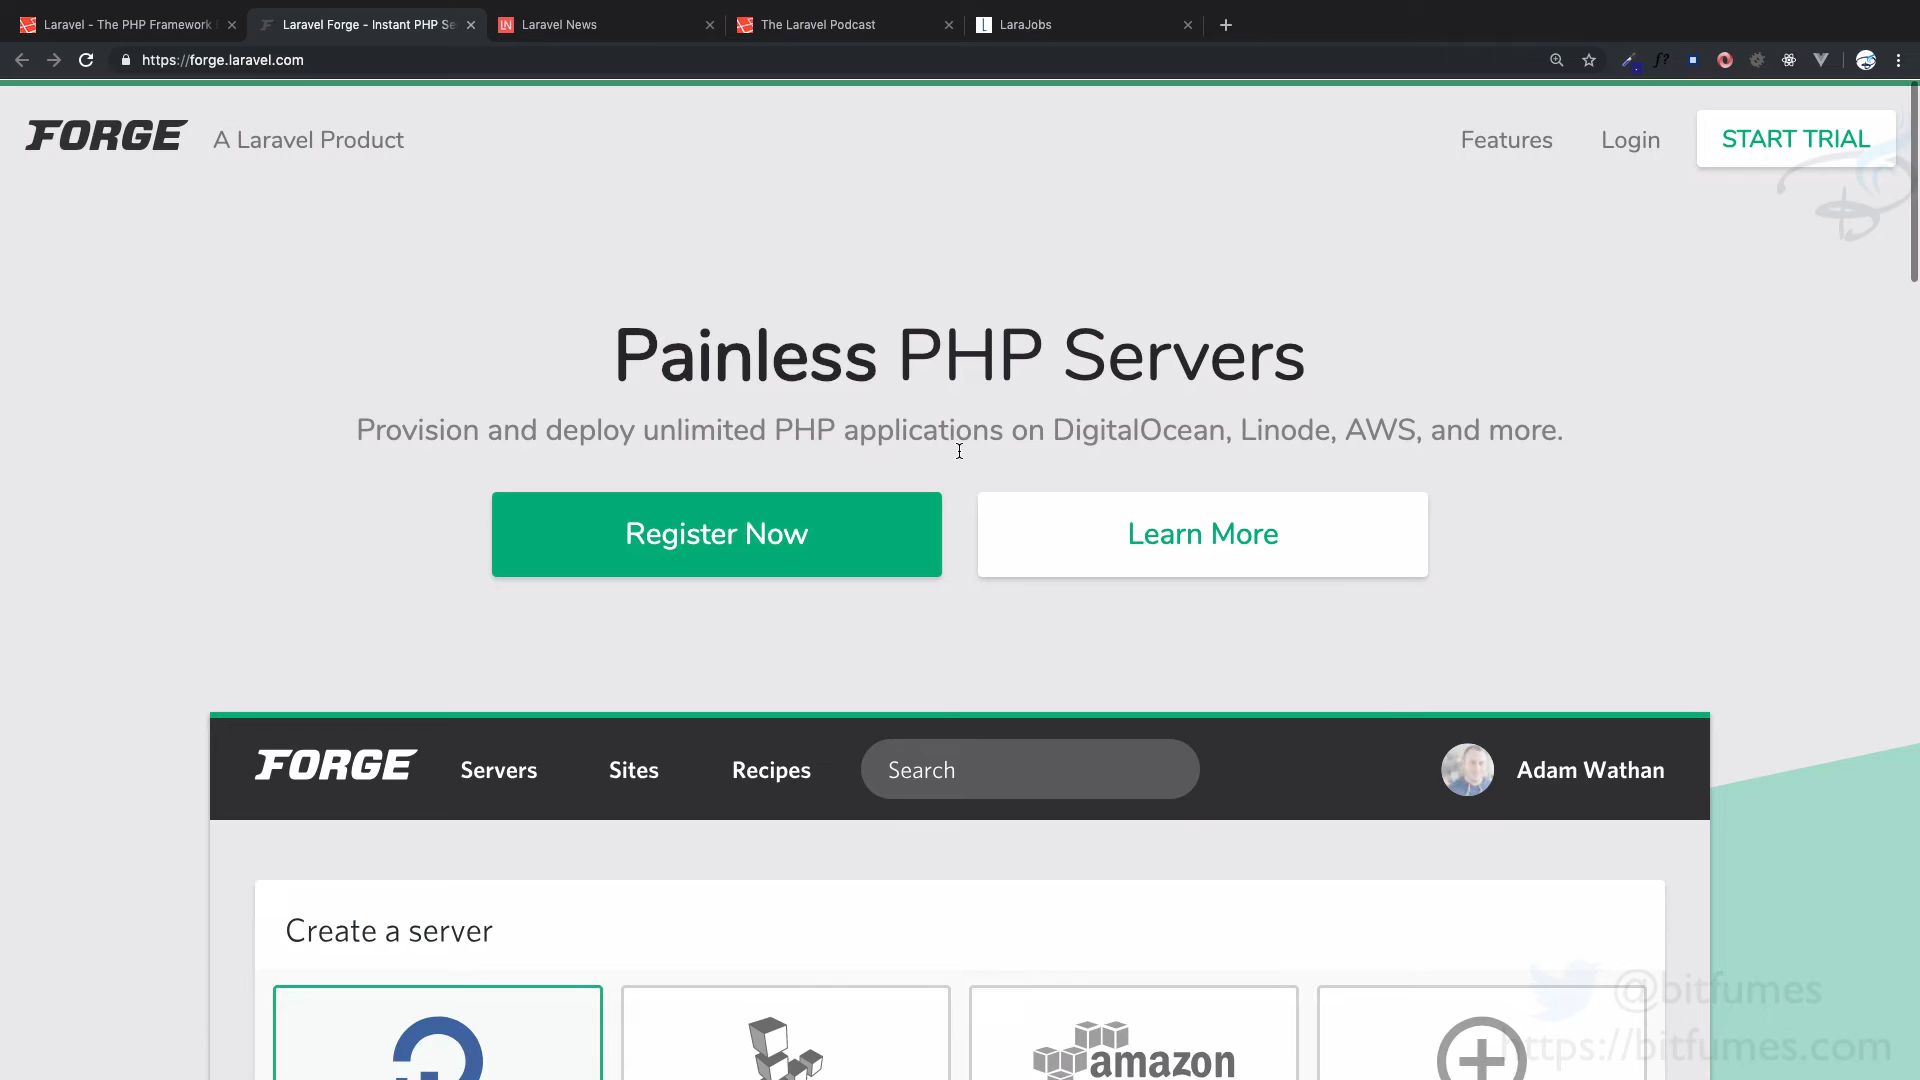 Laravel - The PHP Framework
Laravel Forge - Instant PHP Se
Laravel News
The Laravel Podcast
LaraJobs
https://forge.laravel.com
f?
FORGE
A Laravel Product
Features
Login
START TRIAL
Painless PHP Servers
Provision and deploy unlimited PHP applications on DigitalOcean, Linode, AWS, and more.
Register Now
Learn More
FORGE
Servers
Sites
Recipes
Search
Adam Wathan
Create a server
amazon
@bitfumes
https://bitfumes.com